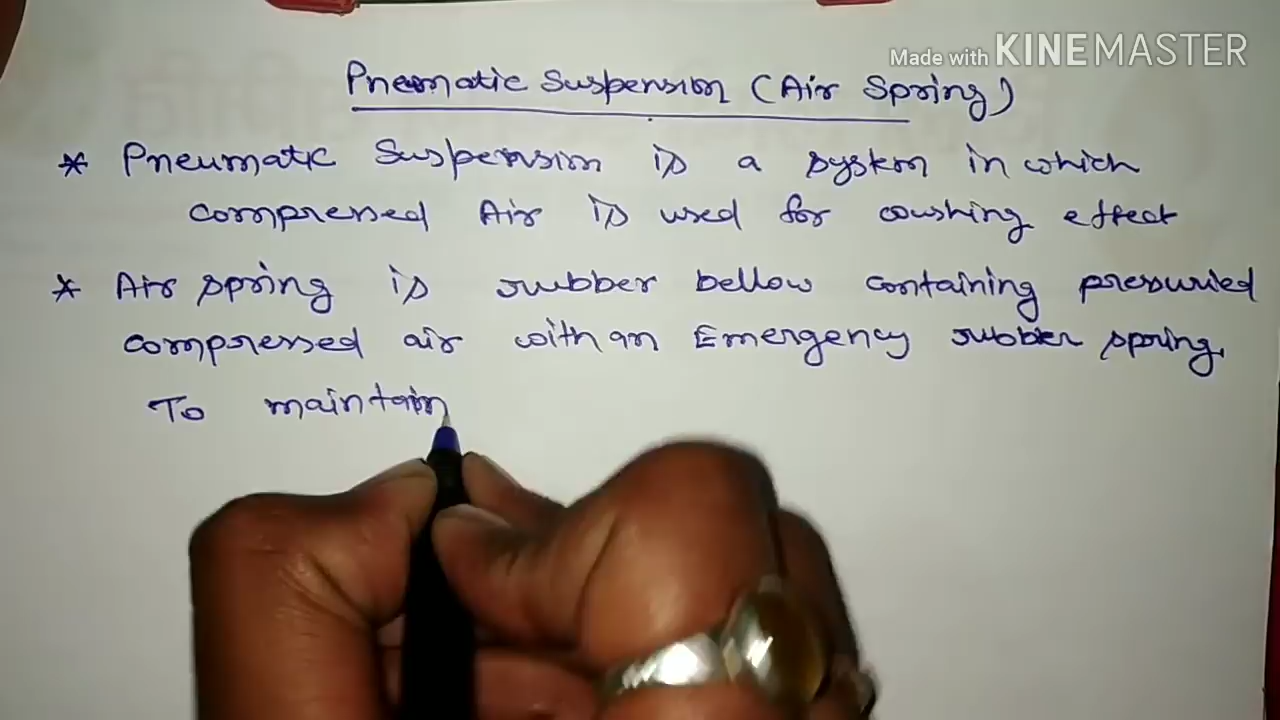 Made with KINEMASTER
Pneumatic Suspension (Air Spring)
* Pneumatic Suspension is a system in which
compressed Air is used for coushing effect
* Air spring is rubber bellow containing pressuried
compressed air with an Emergency rubber spring.
To maintain